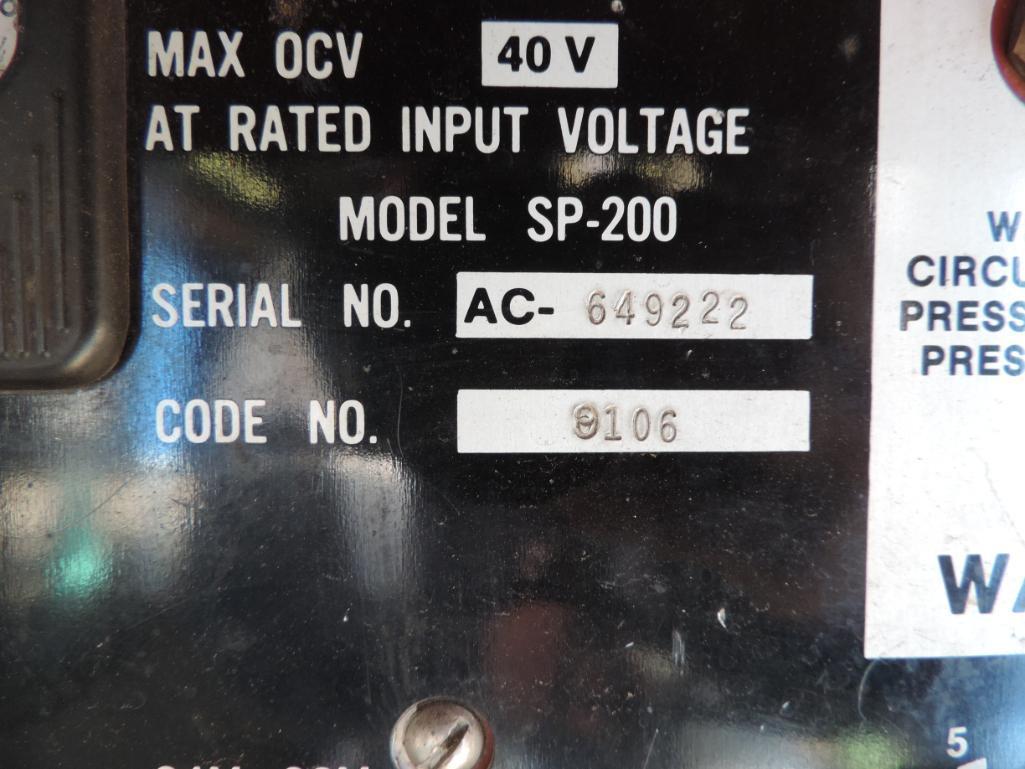 MAX OCV 40 V
AT RATED INPUT VOLTAGE
MODEL SP-200
SERIAL NO. AC- 649222
CODE NO. 9106
W
CIRCU
PRESS
PRES
WA
5